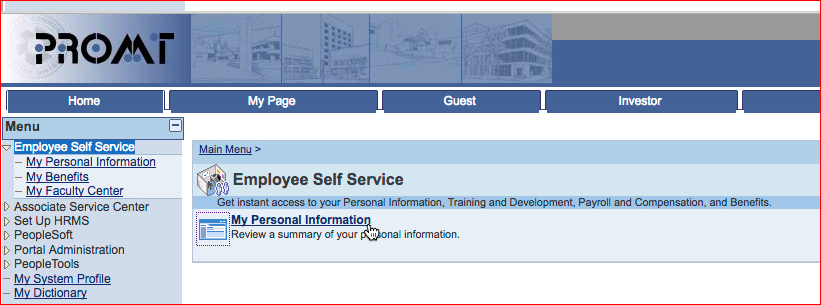 PROMT
Home
My Page
Guest
Investor
Menu
Employee Self Service
– My Personal Information
– My Benefits
– My Faculty Center
Associate Service Center
Set Up HRMS
PeopleSoft
Portal Administration
PeopleTools
– My System Profile
– My Dictionary
Main Menu >
Employee Self Service
Get instant access to your Personal Information, Training and Development, Payroll and Compensation, and Benefits.
My Personal Information
Review a summary of your personal information.